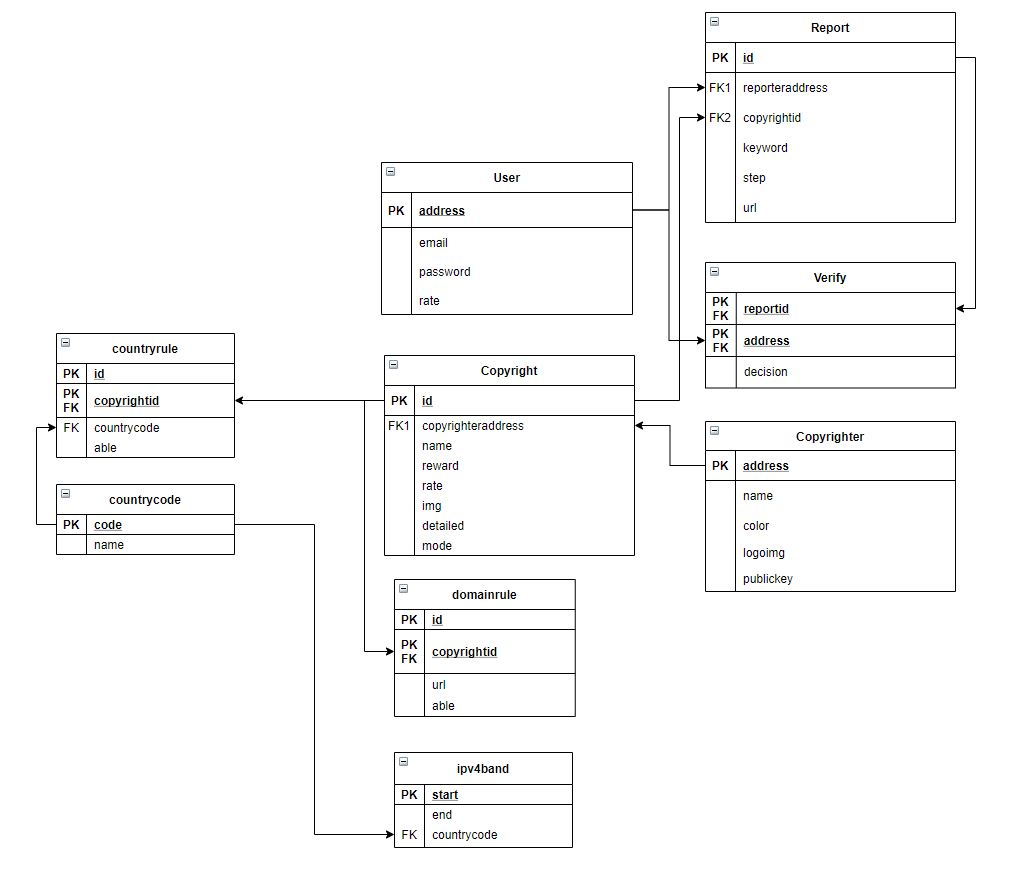 Report
PK id
FK1 reporteraddress
FK2 copyrightid
keyword
step
url
User
PK address
email
password
rate
Verify
PK
FK reportid
PK
FK address
decision
countryrule
PK id
PK
FK copyrightid
FK countrycode
able
Copyright
PK id
FK1 copyrighteraddress
name
reward
rate
img
detailed
mode
Copyrighter
PK address
name
color
logoimg
publickey
countrycode
PK code
name
domainrule
PK id
PK
FK copyrightid
url
able
ipv4band
PK start
end
FK countrycode